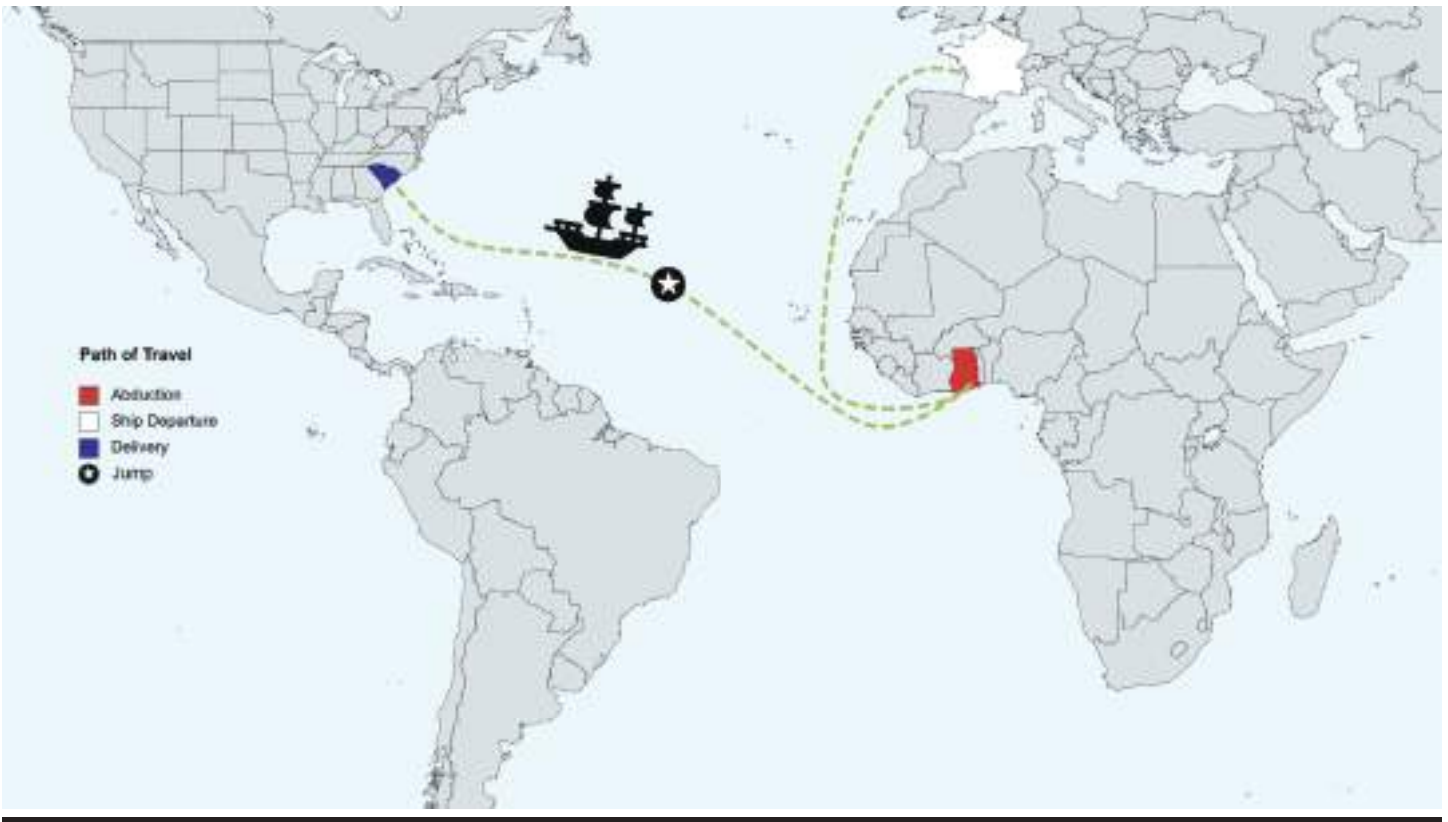 Path of Travel
Abduction
Ship Departure
Delivery
Jump